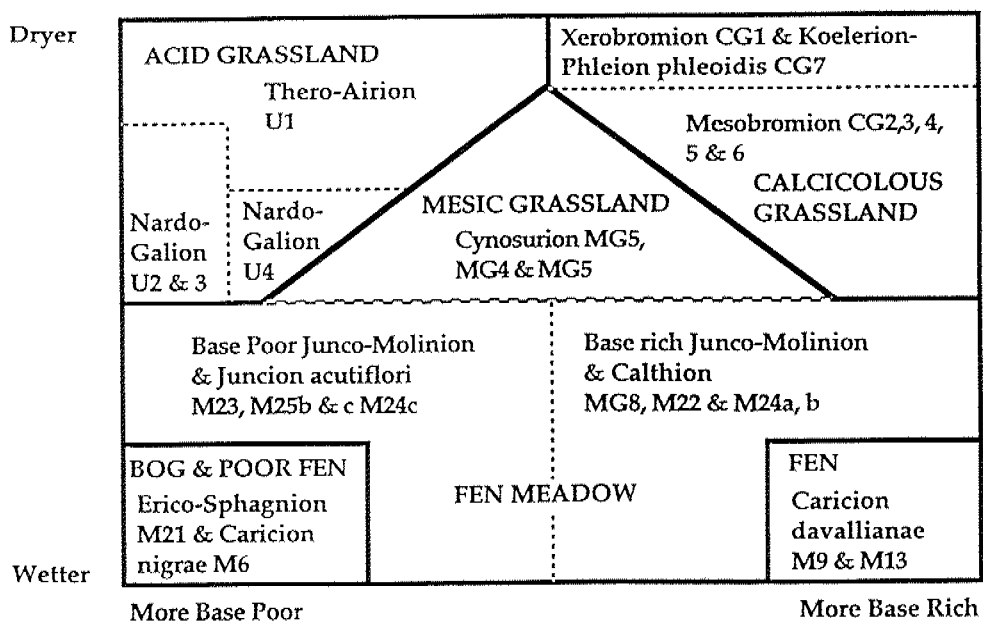 Dryer
ACID GRASSLAND
Thero-Airion
U1
Xerobromion CG1 & Koelerion-
Phleion phleoidis CG7
Mesobromion CG2,3, 4,
5 & 6
CALCICOLOUS
GRASSLAND
Nardo-
Galion
U2 & 3
Nardo-
Galion
U4
MESIC GRASSLAND
Cynosurion MG5,
MG4 & MG5
Base Poor Junco-Molinion
& Juncion acutiflori
M23, M25b & c M24c
Base rich Junco-Molinion
& Calthion
MG8, M22 & M24a, b
BOG & POOR FEN
Erico-Sphagnion
M21 & Caricion
nigrae M6
FEN MEADOW
FEN
Caricion
davallianae
M9 & M13
Wetter
More Base Poor
More Base Rich